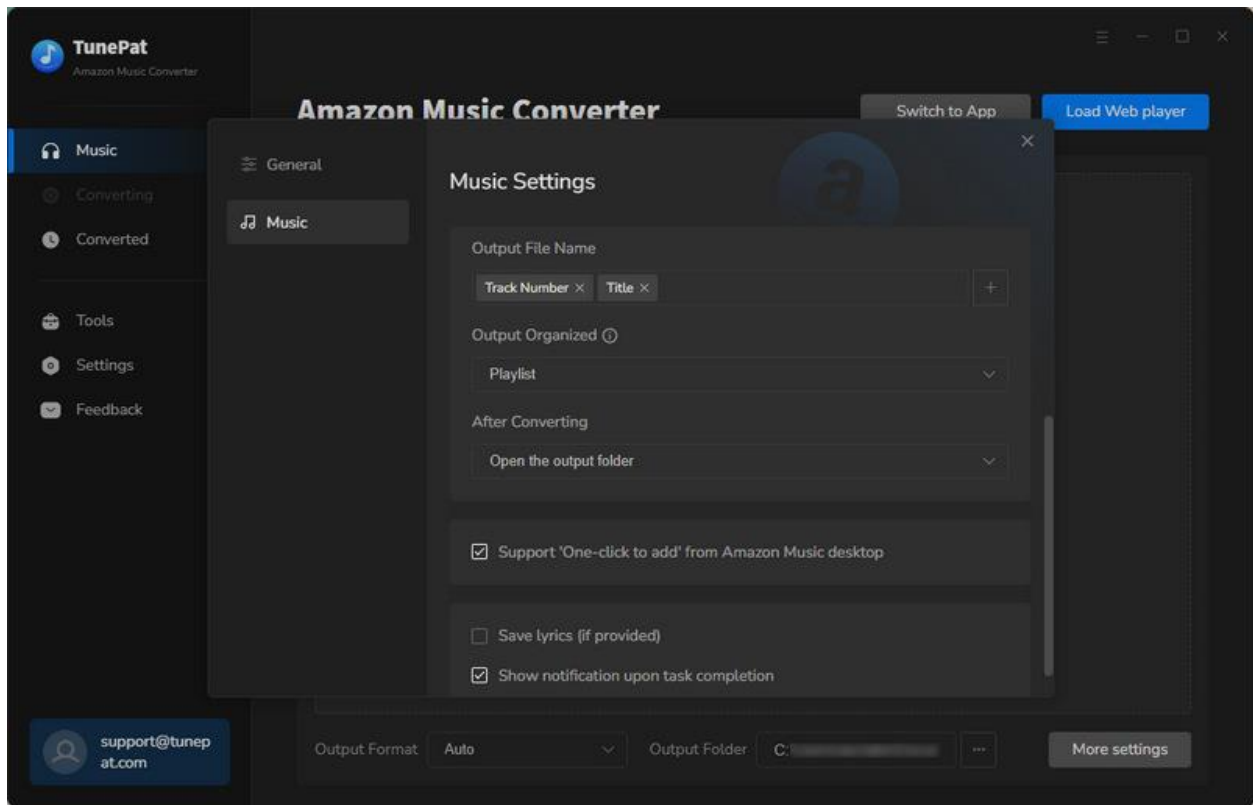 TunePat
Amazon Music Converter
Music
Converting
Converted
Tools
Settings
Feedback
support@tunep
at.com
Amazon Music Converter
Switch to App
Load Web player
General
Music
Music Settings
Output File Name
Track Number
Title
Output Organized
Playlist
After Converting
Open the output folder
Support 'One-click to add' from Amazon Music desktop
Save lyrics (if provided)
Show notification upon task completion
Output Format
Auto
Output Folder
C:
More settings